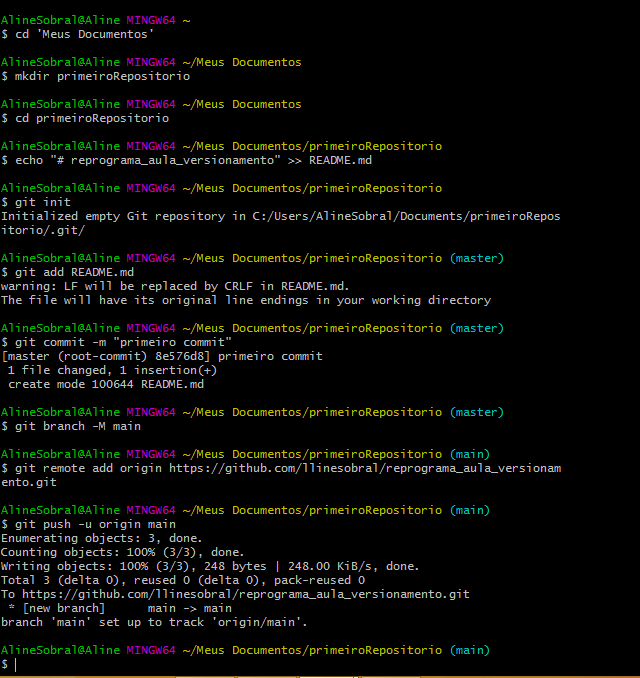 AlineSobral@Aline MINGW64 ~
$ cd 'Meus Documentos'
AlineSobral@Aline MINGW64 ~/Meus Documentos
$ mkdir primeiroRepositorio
AlineSobral@Aline MINGW64 ~/Meus Documentos
$ cd primeiroRepositorio
AlineSobral@Aline MINGW64 ~/Meus Documentos/primeiroRepositorio
$ echo "# reprograma_aula_versionamento" >> README.md
AlineSobral@Aline MINGW64 ~/Meus Documentos/primeiroRepositorio
$ git init
Initialized empty Git repository in C:/Users/AlineSobral/Documents/primeiroRepos
itorio/.git/
AlineSobral@Aline MINGW64 ~/Meus Documentos/primeiroRepositorio (master)
$ git add README.md
warning: LF will be replaced by CRLF in README.md.
The file will have its original line endings in your working directory
AlineSobral@Aline MINGW64 ~/Meus Documentos/primeiroRepositorio (master)
$ git commit -m "primeiro commit"
[master (root-commit) 8e576d8] primeiro commit
 1 file changed, 1 insertion(+)
 create mode 100644 README.md
AlineSobral@Aline MINGW64 ~/Meus Documentos/primeiroRepositorio (master)
$ git branch -M main
AlineSobral@Aline MINGW64 ~/Meus Documentos/primeiroRepositorio (main)
$ git remote add origin https://github.com/llinesobral/reprograma_aula_versionam
ento.git
AlineSobral@Aline MINGW64 ~/Meus Documentos/primeiroRepositorio (main)
$ git push -u origin main
Enumerating objects: 3, done.
Counting objects: 100% (3/3), done.
Writing objects: 100% (3/3), 248 bytes | 248.00 KiB/s, done.
Total 3 (delta 0), reused 0 (delta 0), pack-reused 0
To https://github.com/llinesobral/reprograma_aula_versionamento.git
 * [new branch]      main -> main
branch 'main' set up to track 'origin/main'.
AlineSobral@Aline MINGW64 ~/Meus Documentos/primeiroRepositorio (main)
$